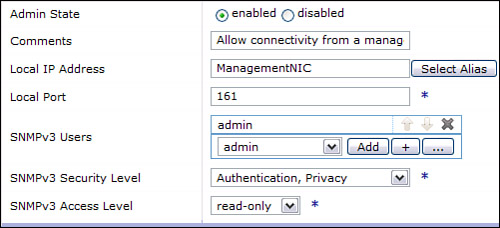 Admin State enabled disabled
Comments Allow connectivity from a manag
Local IP Address ManagementNIC Select Alias
Local Port 161 *
admin
SNMPv3 Users admin Add + ...
SNMPv3 Security Level Authentication, Privacy *
SNMPv3 Access Level read-only *